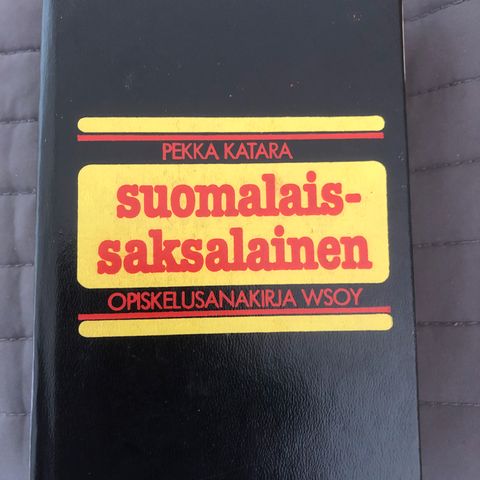 PEKKA KATARA
suomalais-
saksalainen
OPISKELUSANAKIRJA WSOY